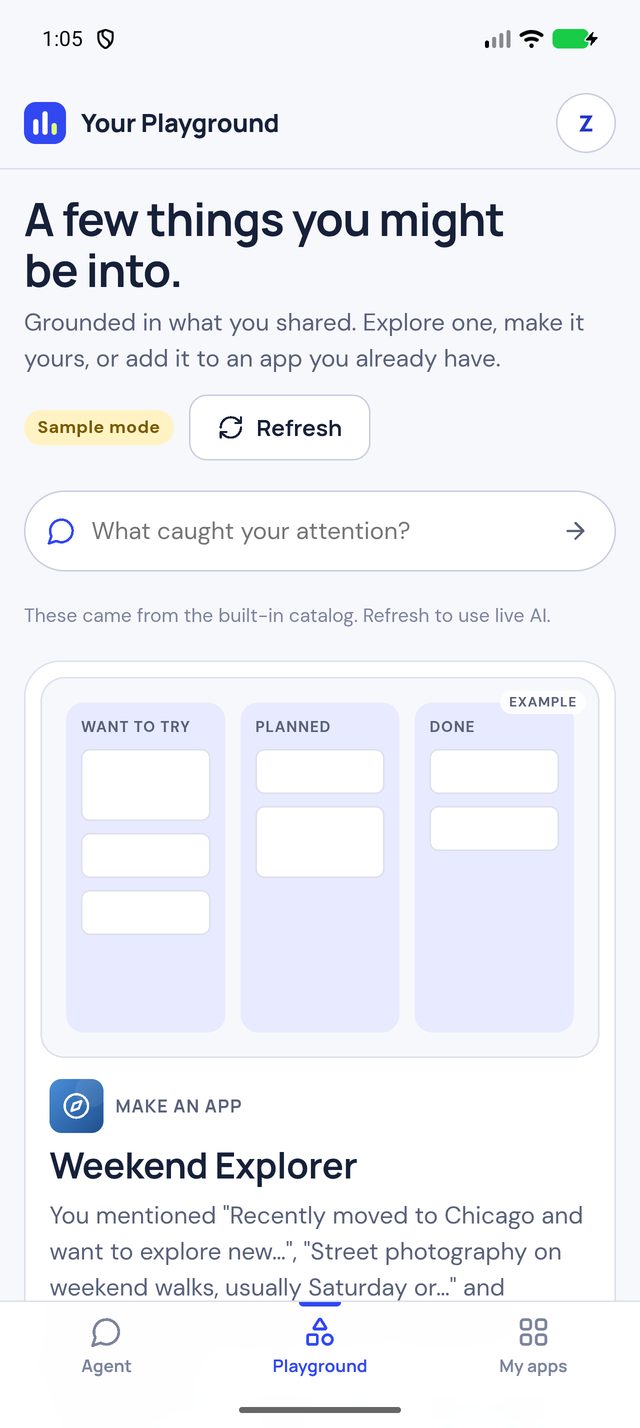 1:05
Your Playground
Z
A few things you might
be into.
Grounded in what you shared. Explore one, make it
yours, or add it to an app you already have.
Sample mode
Refresh
What caught your attention?
These came from the built-in catalog. Refresh to use live AI.
EXAMPLE
WANT TO TRY
PLANNED
DONE
MAKE AN APP
Weekend Explorer
You mentioned "Recently moved to Chicago and
want to explore new…", "Street photography on
weekend walks, usually Saturday or…" and
Agent
Playground
My apps